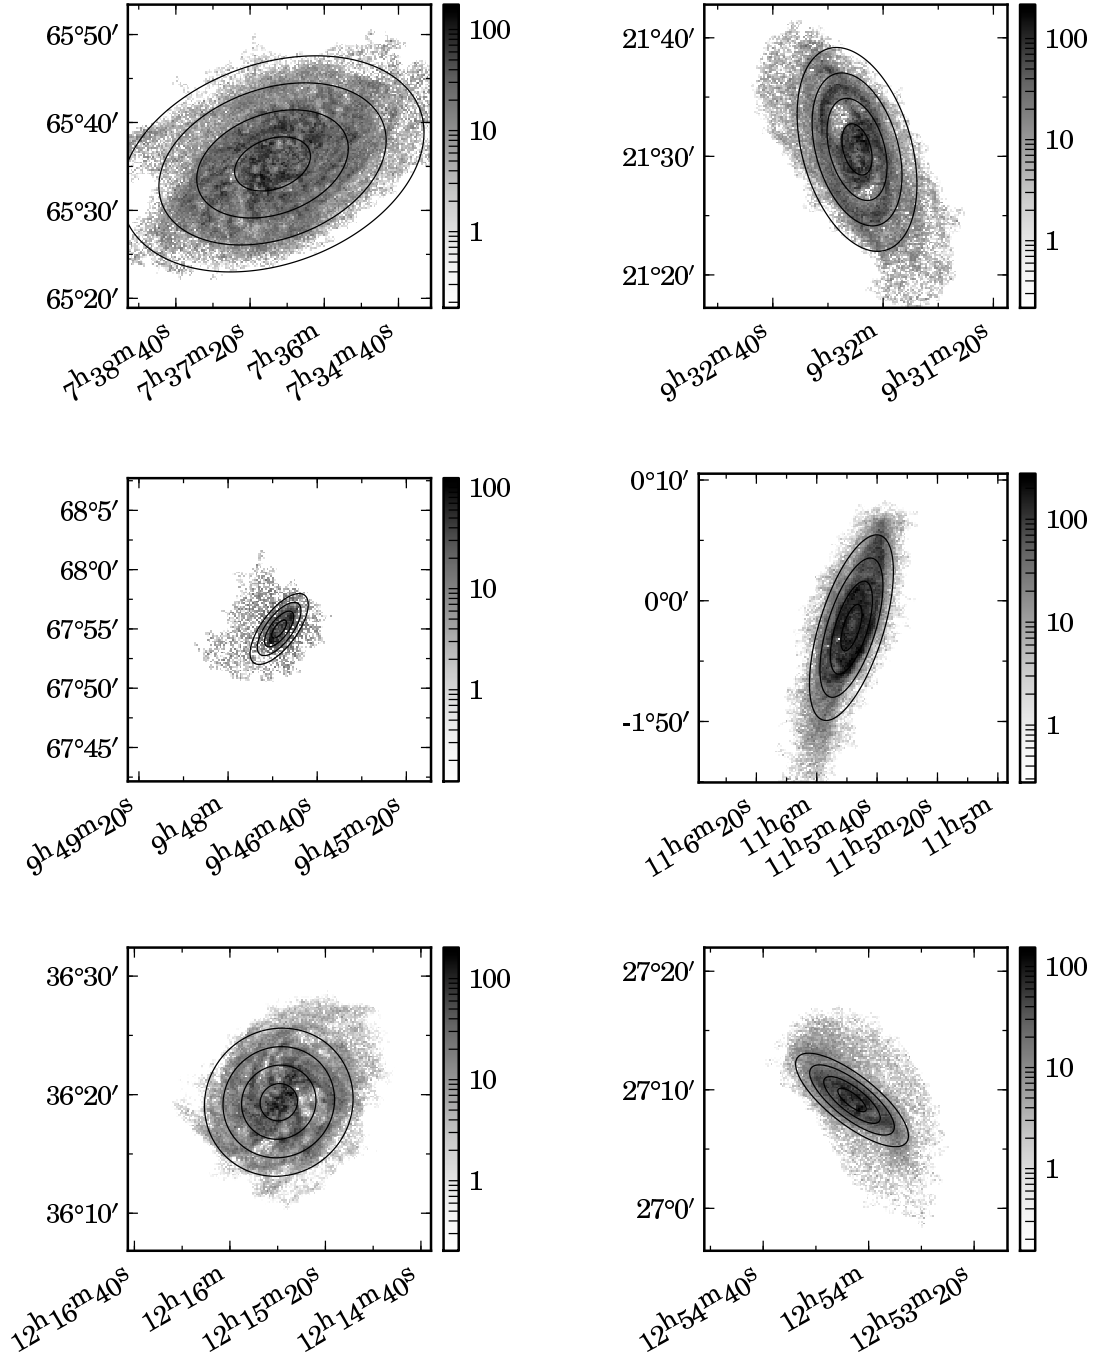 65°50′
65°40′
65°30′
65°20′
7h38m40s
7h37m20s
7h36m
7h34m40s
100
10
1
21°40′
21°30′
21°20′
9h32m40s
9h32m
9h31m20s
100
10
1
68°5′
68°0′
67°55′
67°50′
67°45′
9h49m20s
9h48m
9h46m40s
9h45m20s
100
10
1
0°10′
0°0′
-1°50′
11h6m20s
11h6m
11h5m40s
11h5m20s
11h5m
100
10
1
36°30′
36°20′
36°10′
12h16m40s
12h16m
12h15m20s
12h14m40s
100
10
1
27°20′
27°10′
27°0′
12h54m40s
12h54m
12h53m20s
100
10
1